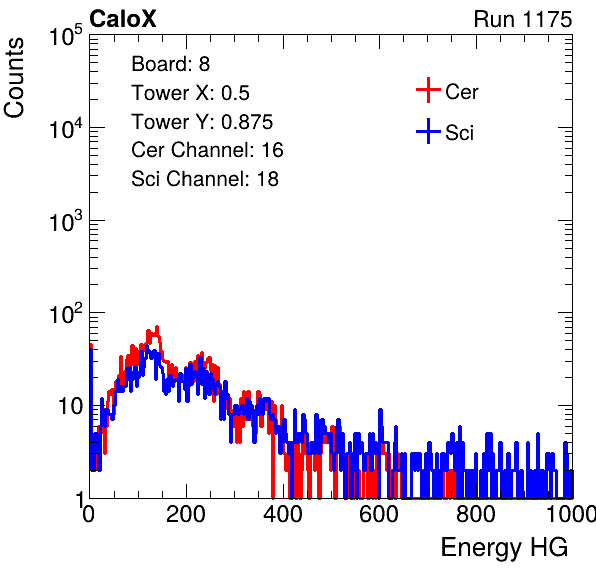 CaloX Run 1175
Counts
10^5
10^4
10^3
10^2
10
1
Board: 8
Tower X: 0.5
Tower Y: 0.875
Cer Channel: 16
Sci Channel: 18
Cer
Sci
0 200 400 600 800 1000
Energy HG